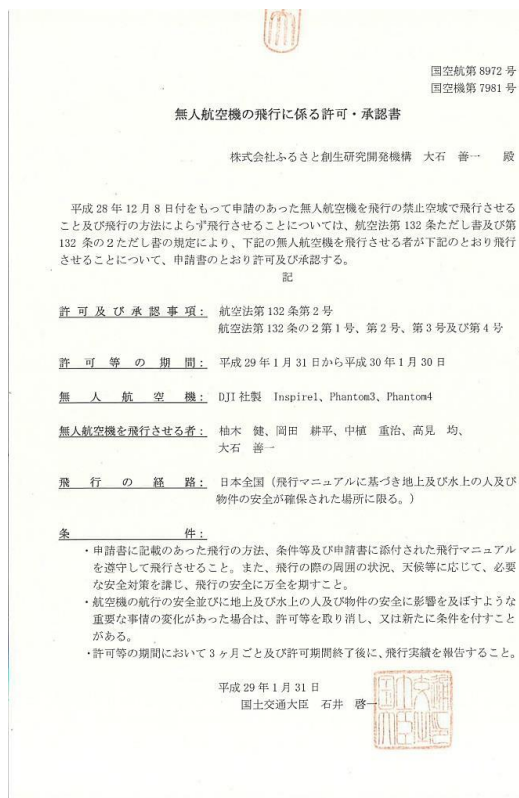 国空航第 8972 号
国空機第 7981 号
無人航空機の飛行に係る許可・承認書
株式会社ふるさと創生研究開発機構 大石 善一 殿
平成28年12月8日付をもって申請のあった無人航空機を飛行の禁止空域で飛行させる
こと及び飛行の方法によらず飛行させることについては、航空法第132条ただし書及び第
132 条の2ただし書の規定により、下記の無人航空機を飛行させる者が下記のとおり飛行
させることについて、申請書のとおり許可及び承認する。
記
許可及び承認事項: 航空法第132条第2号
航空法第132条の2第1号、第2号、第3号及び第4号
許可等の期間: 平成29年1月31日から平成30年1月30日
無人航空機: DJI社製 Inspire1、Phantom3、Phantom4
無人航空機を飛行させる者: 柚木 健、岡田 耕平、中植 重治、高見 均、
大石 善一
飛行の経路: 日本全国(飛行マニュアルに基づき地上及び水上の人及び
物件の安全が確保された場所に限る。)
条件:
・申請書に記載のあった飛行の方法、条件等及び申請書に添付された飛行マニュアル
を遵守して飛行させること。また、飛行の際の周囲の状況、天候等に応じて、必要
な安全対策を講じ、飛行の安全に万全を期すこと。
・航空機の航行の安全並びに地上及び水上の人及び物件の安全に影響を及ぼすような
重要な事情の変化があった場合は、許可等を取り消し、又は新たに条件を付すこと
がある。
・許可等の期間において3ヶ月ごと及び許可期間終了後に、飛行実績を報告すること。
平成29年1月31日
国土交通大臣 石井 啓一